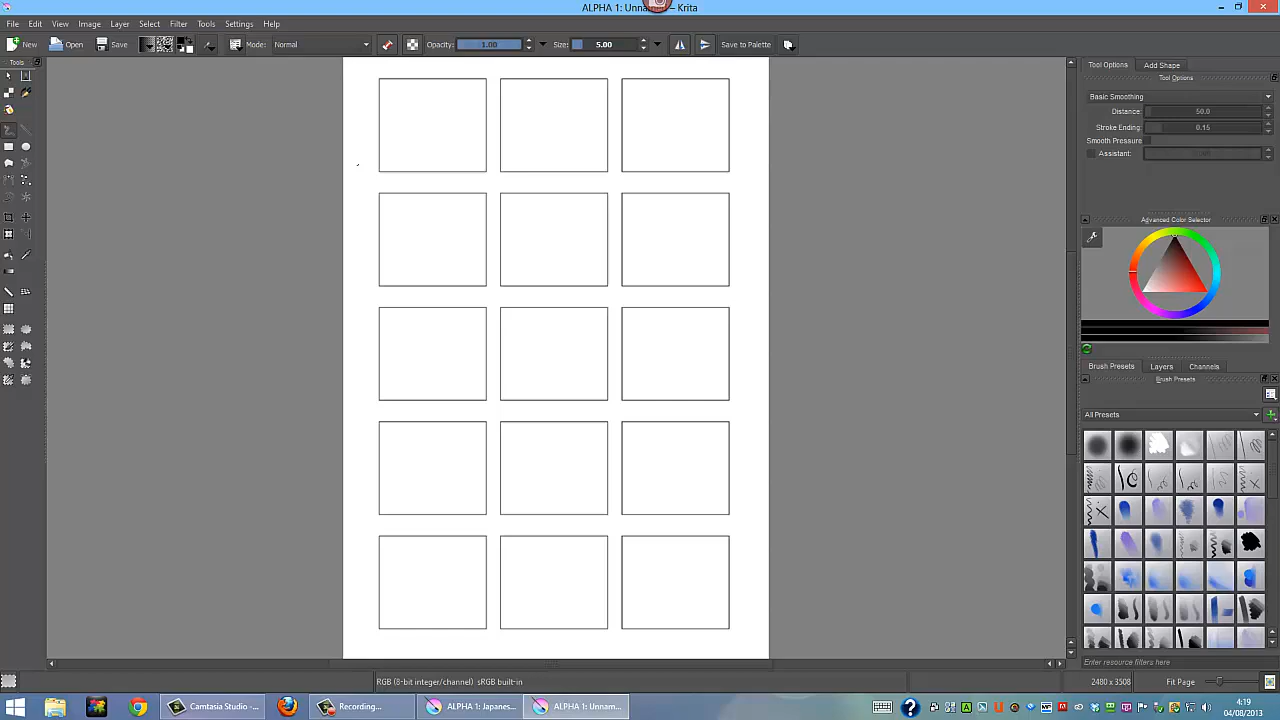 ALPHA 1: Unnamed – Krita
File Edit View Image Layer Select Filter Tools Settings Help
New Open Save Mode: Normal Opacity: 1.00 Size: 5.00 Save to Palette
Tools
Tool Options Add Shape
Tool Options
Basic Smoothing
Distance: 50.0
Stroke Ending: 0.15
Smooth Pressure
Assistant:
Advanced Color Selector
Brush Presets Layers Channels
Brush Presets
All Presets
Enter resource filters here
RGB (8-bit integer/channel) sRGB built-in 2480 x 3508 Fit Page
Camtasia Studio -... Recording... ALPHA 1: Japanes... ALPHA 1: Unnam...
4:19
04/08/2013